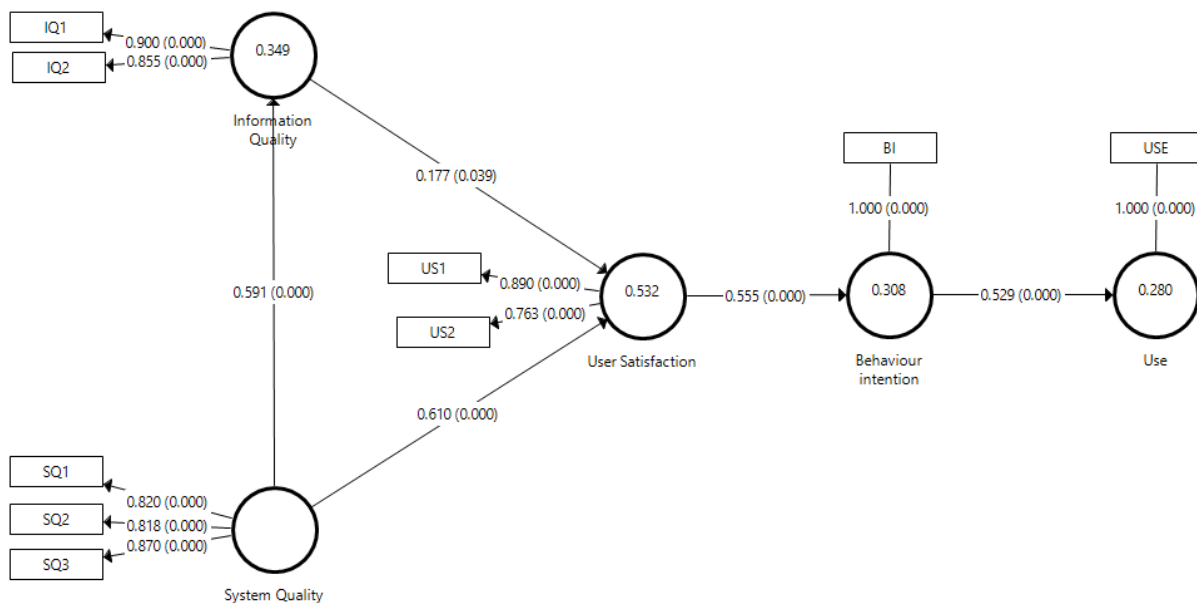 IQ1
0.900 (0.000)
IQ2
0.855 (0.000)
0.349
Information
Quality
0.177 (0.039)
BI
USE
1.000 (0.000)
1.000 (0.000)
US1
0.890 (0.000)
US2
0.763 (0.000)
0.532
User Satisfaction
0.591 (0.000)
0.555 (0.000)
0.308
Behaviour
intention
0.529 (0.000)
0.280
Use
0.610 (0.000)
SQ1
0.820 (0.000)
SQ2
0.818 (0.000)
SQ3
0.870 (0.000)
System Quality